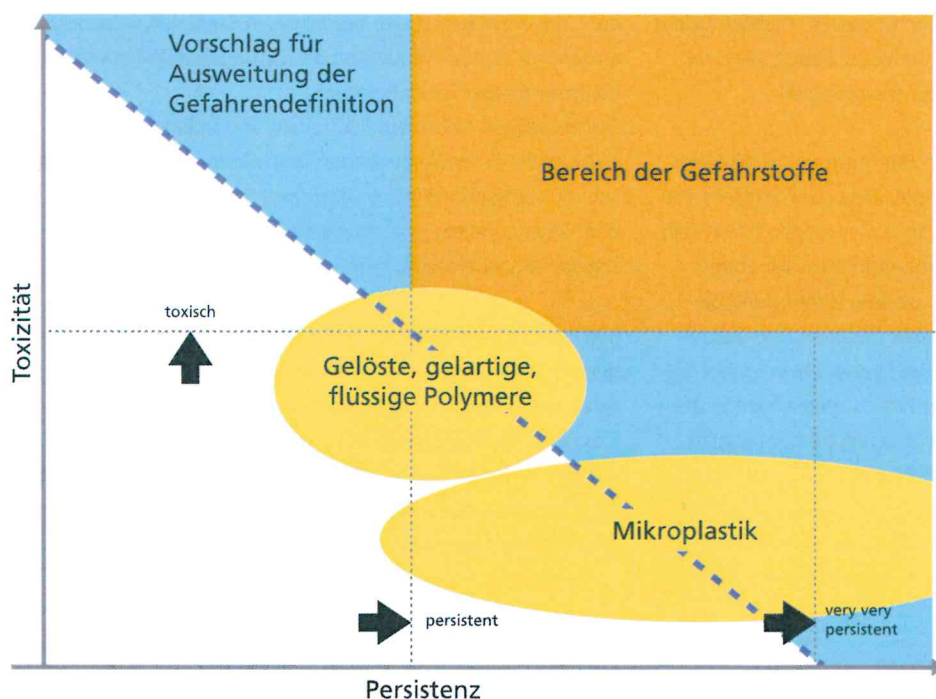 Vorschlag für
Ausweitung der
Gefahrendefinition
Bereich der Gefahrstoffe
Toxizität
toxisch
Gelöste, gelartige,
flüssige Polymere
Mikroplastik
persistent
very very
persistent
Persistenz